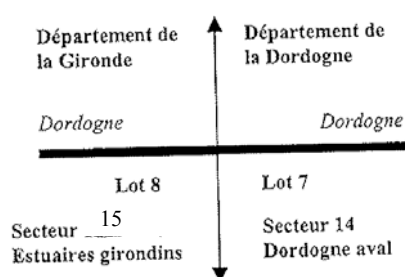 Département de
la Gironde
Département de
la Dordogne
Dordogne
Dordogne
Lot 8
Lot 7
Secteur 15
Estuaires girondins
Secteur 14
Dordogne aval